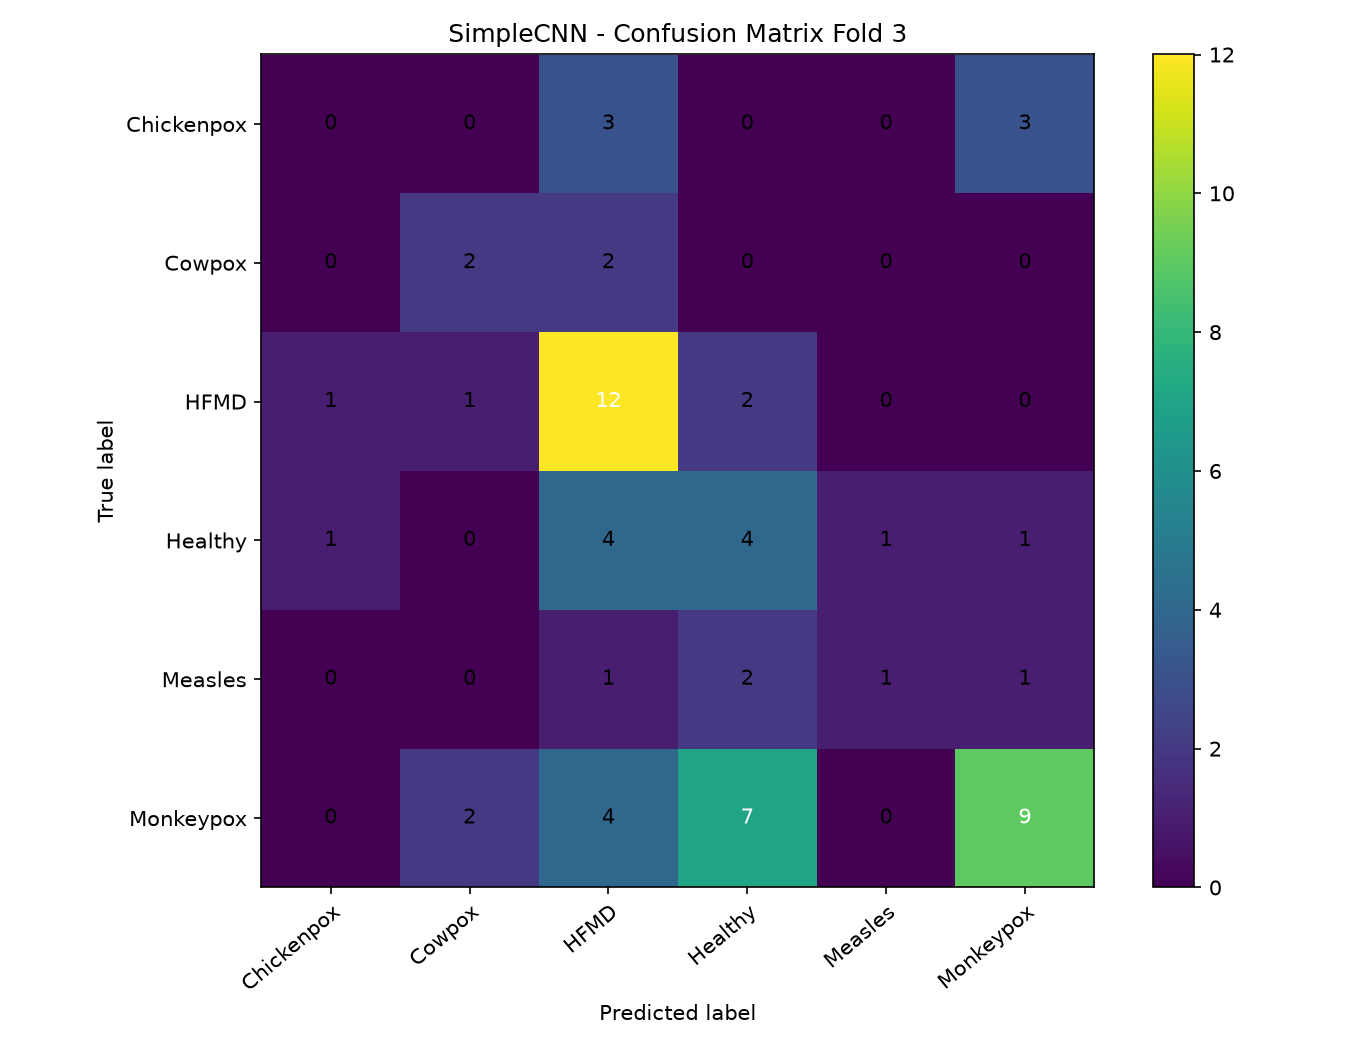 SimpleCNN - Confusion Matrix Fold 3
Chickenpox 0 0 3 0 0 3
Cowpox 0 2 2 0 0 0
HFMD 1 1 12 2 0 0
Healthy 1 0 4 4 1 1
Measles 0 0 1 2 1 1
Monkeypox 0 2 4 7 0 9
Chickenpox Cowpox HFMD Healthy Measles Monkeypox
Predicted label
True label
12
10
8
6
4
2
0